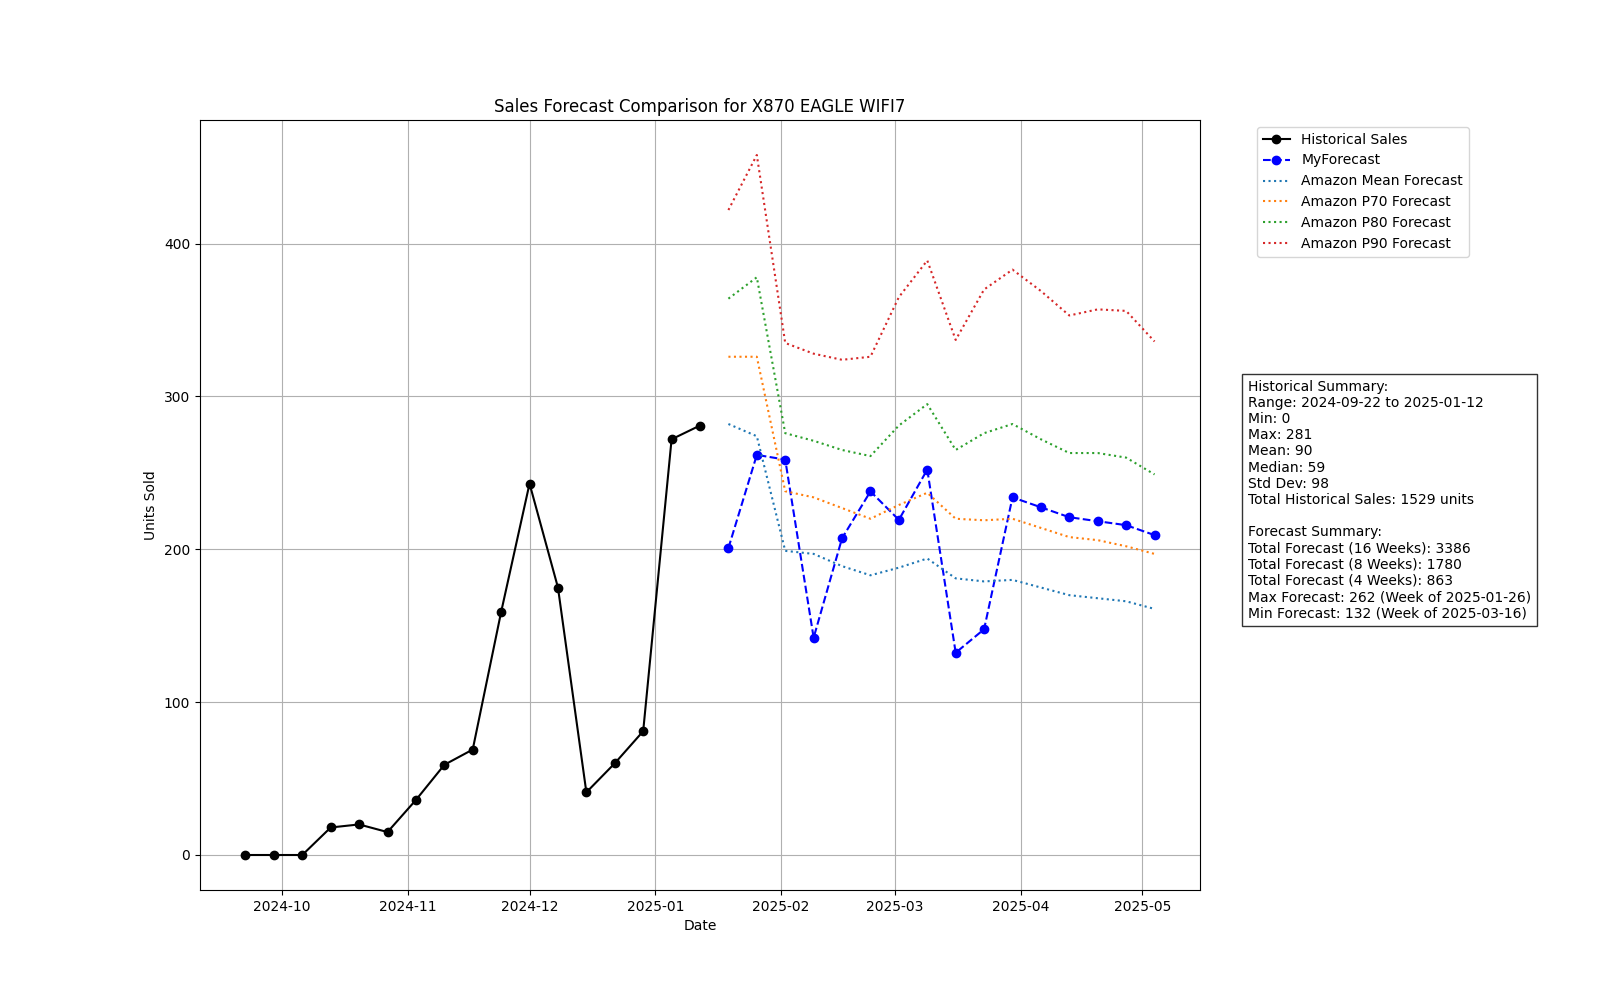 Sales Forecast Comparison for X870 EAGLE WIFI7
Historical Sales
MyForecast
Amazon Mean Forecast
Amazon P70 Forecast
Amazon P80 Forecast
Amazon P90 Forecast
400
300
200
100
0
Units Sold
2024-10
2024-11
2024-12
2025-01
2025-02
2025-03
2025-04
2025-05
Date
Historical Summary:
Range: 2024-09-22 to 2025-01-12
Min: 0
Max: 281
Mean: 90
Median: 59
Std Dev: 98
Total Historical Sales: 1529 units
Forecast Summary:
Total Forecast (16 Weeks): 3386
Total Forecast (8 Weeks): 1780
Total Forecast (4 Weeks): 863
Max Forecast: 262 (Week of 2025-01-26)
Min Forecast: 132 (Week of 2025-03-16)